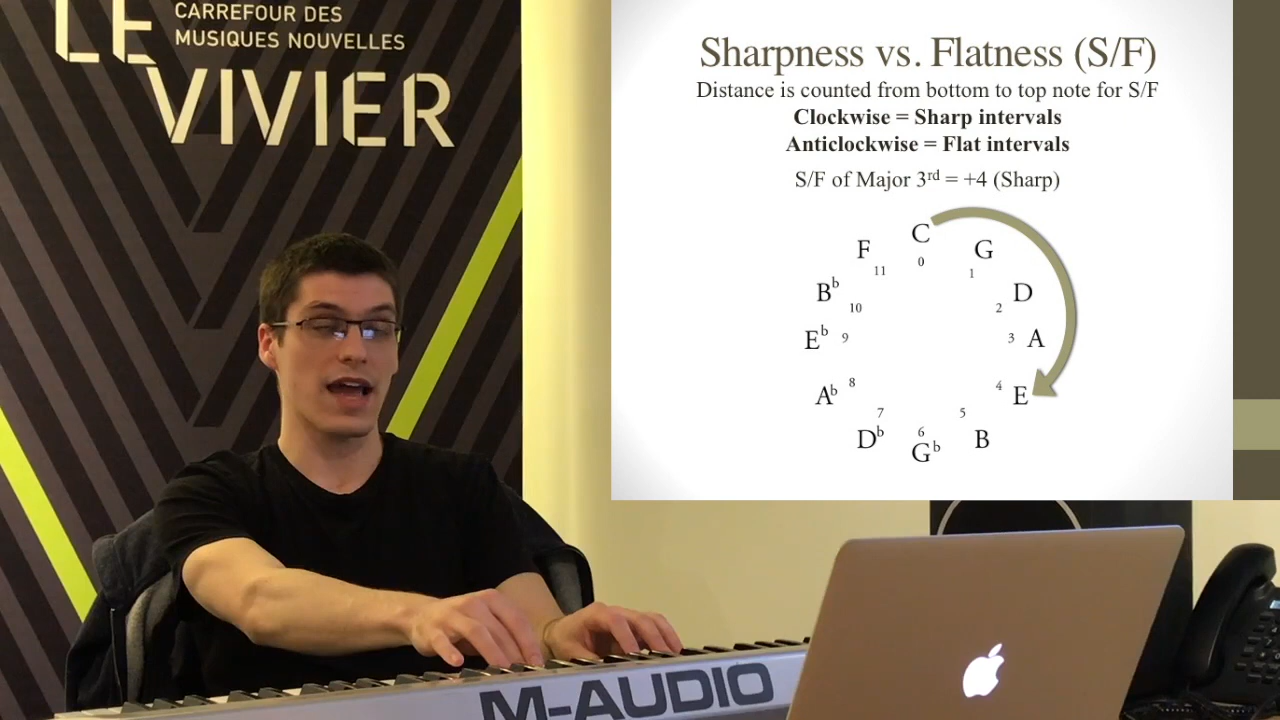 LE
CARREFOUR DES
MUSIQUES NOUVELLES
VIVIER
Sharpness vs. Flatness (S/F)
Distance is counted from bottom to top note for S/F
Clockwise = Sharp intervals
Anticlockwise = Flat intervals
S/F of Major 3rd = +4 (Sharp)
C
F
G
0
11
1
Bb
D
10
2
Eb
9
3
A
Ab
8
4
E
7
5
Db
6
B
Gb
M-AUDIO